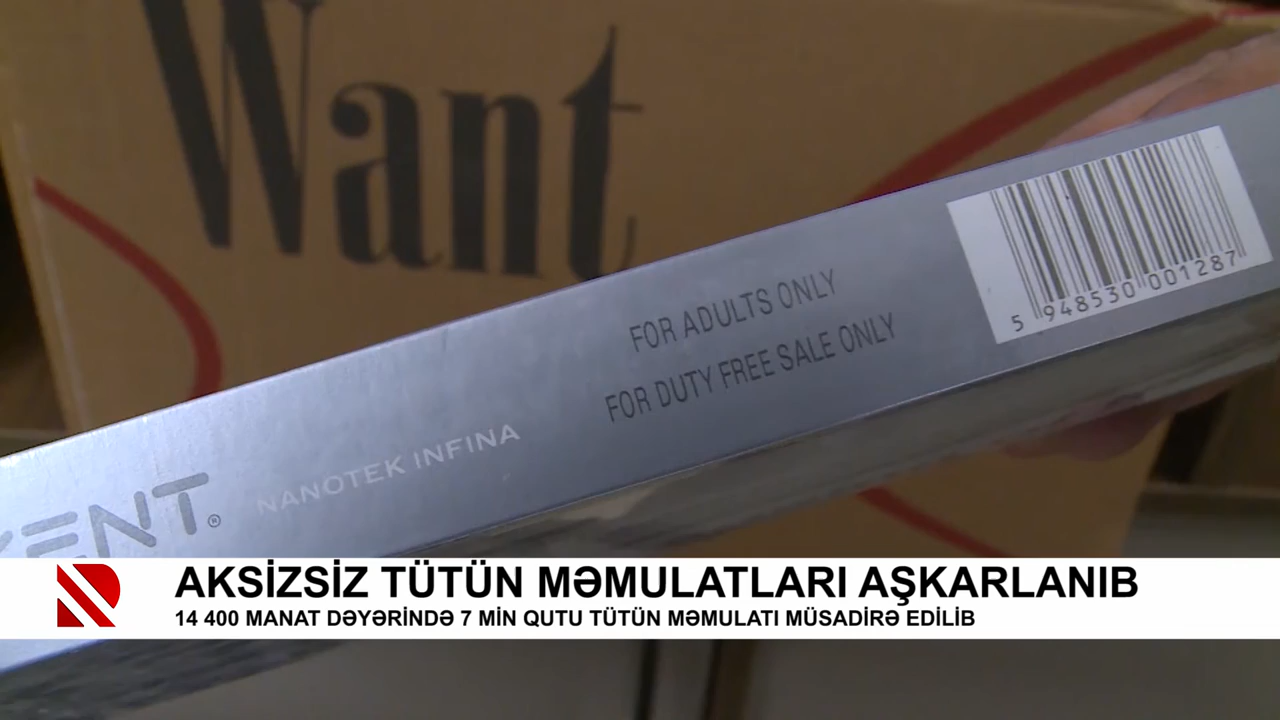 Want
FOR ADULTS ONLY
FOR DUTY FREE SALE ONLY
5 948530 001287
KENT®
NANOTEK INFINA
AKSİZSİZ TÜTÜN MƏMULATLARI AŞKARLANIB
14 400 MANAT DƏYƏRİNDƏ 7 MİN QUTU TÜTÜN MƏMULATI MÜSADİRƏ EDİLİB